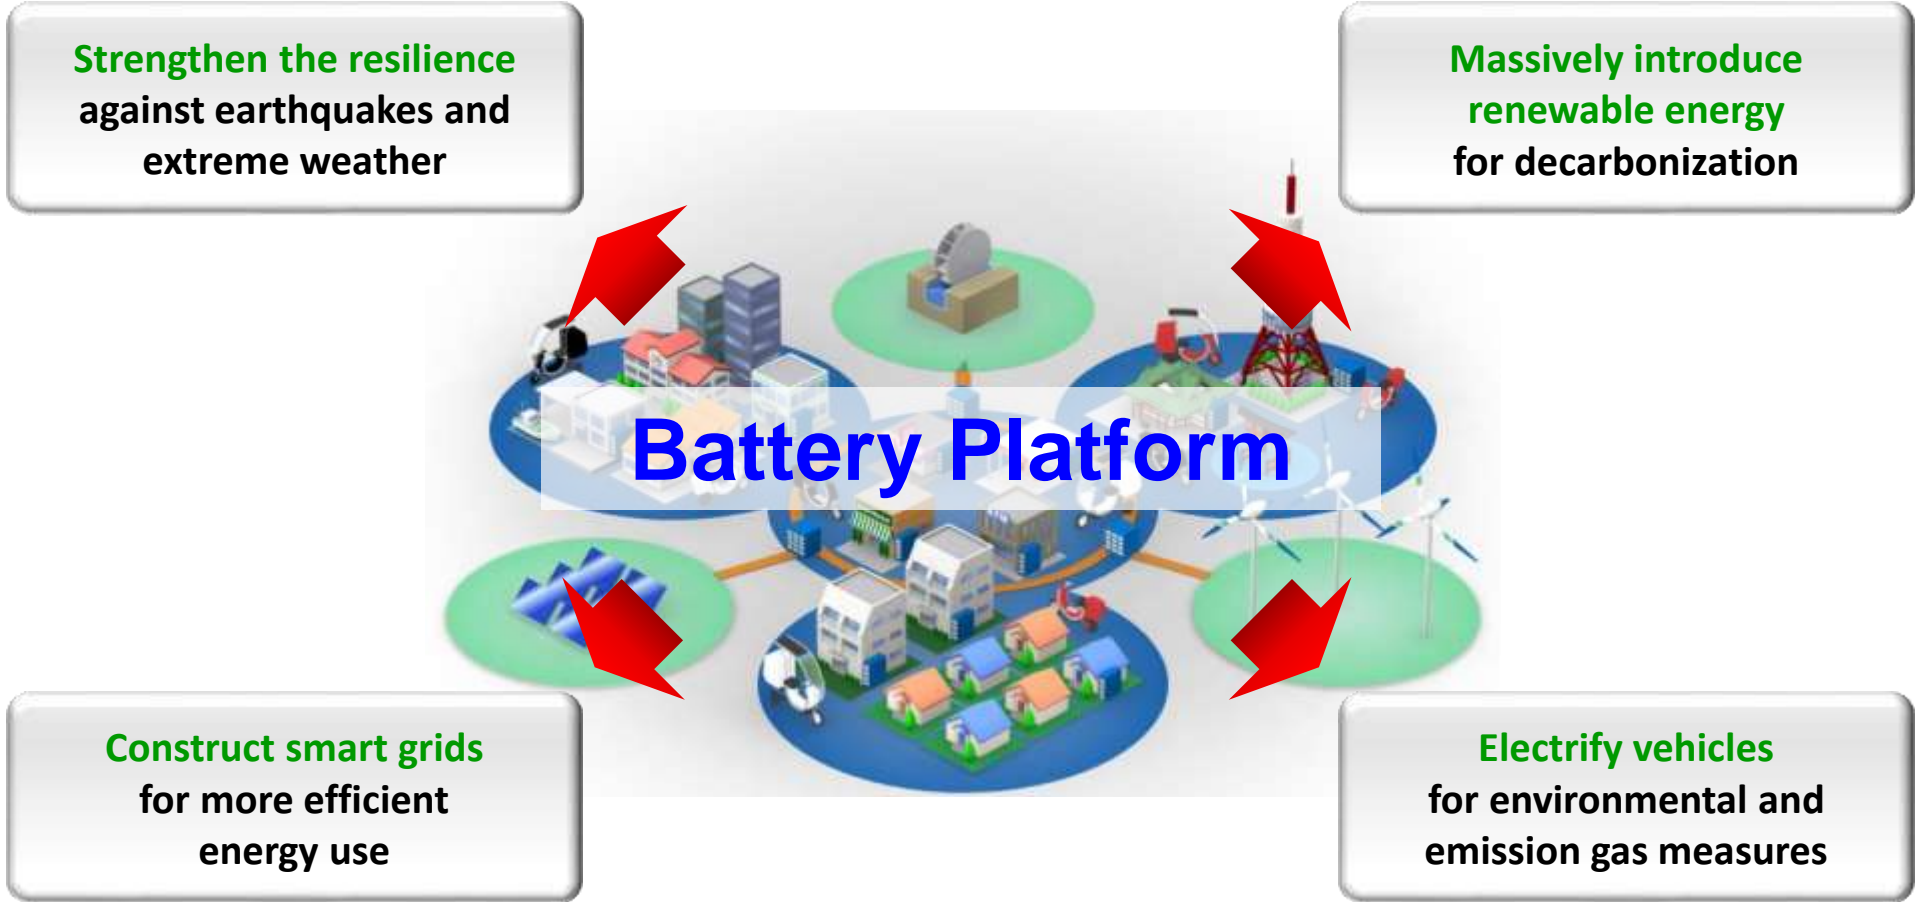 Strengthen the resilience
against earthquakes and
extreme weather
Massively introduce
renewable energy
for decarbonization
Battery Platform
Construct smart grids
for more efficient
energy use
Electrify vehicles
for environmental and
emission gas measures